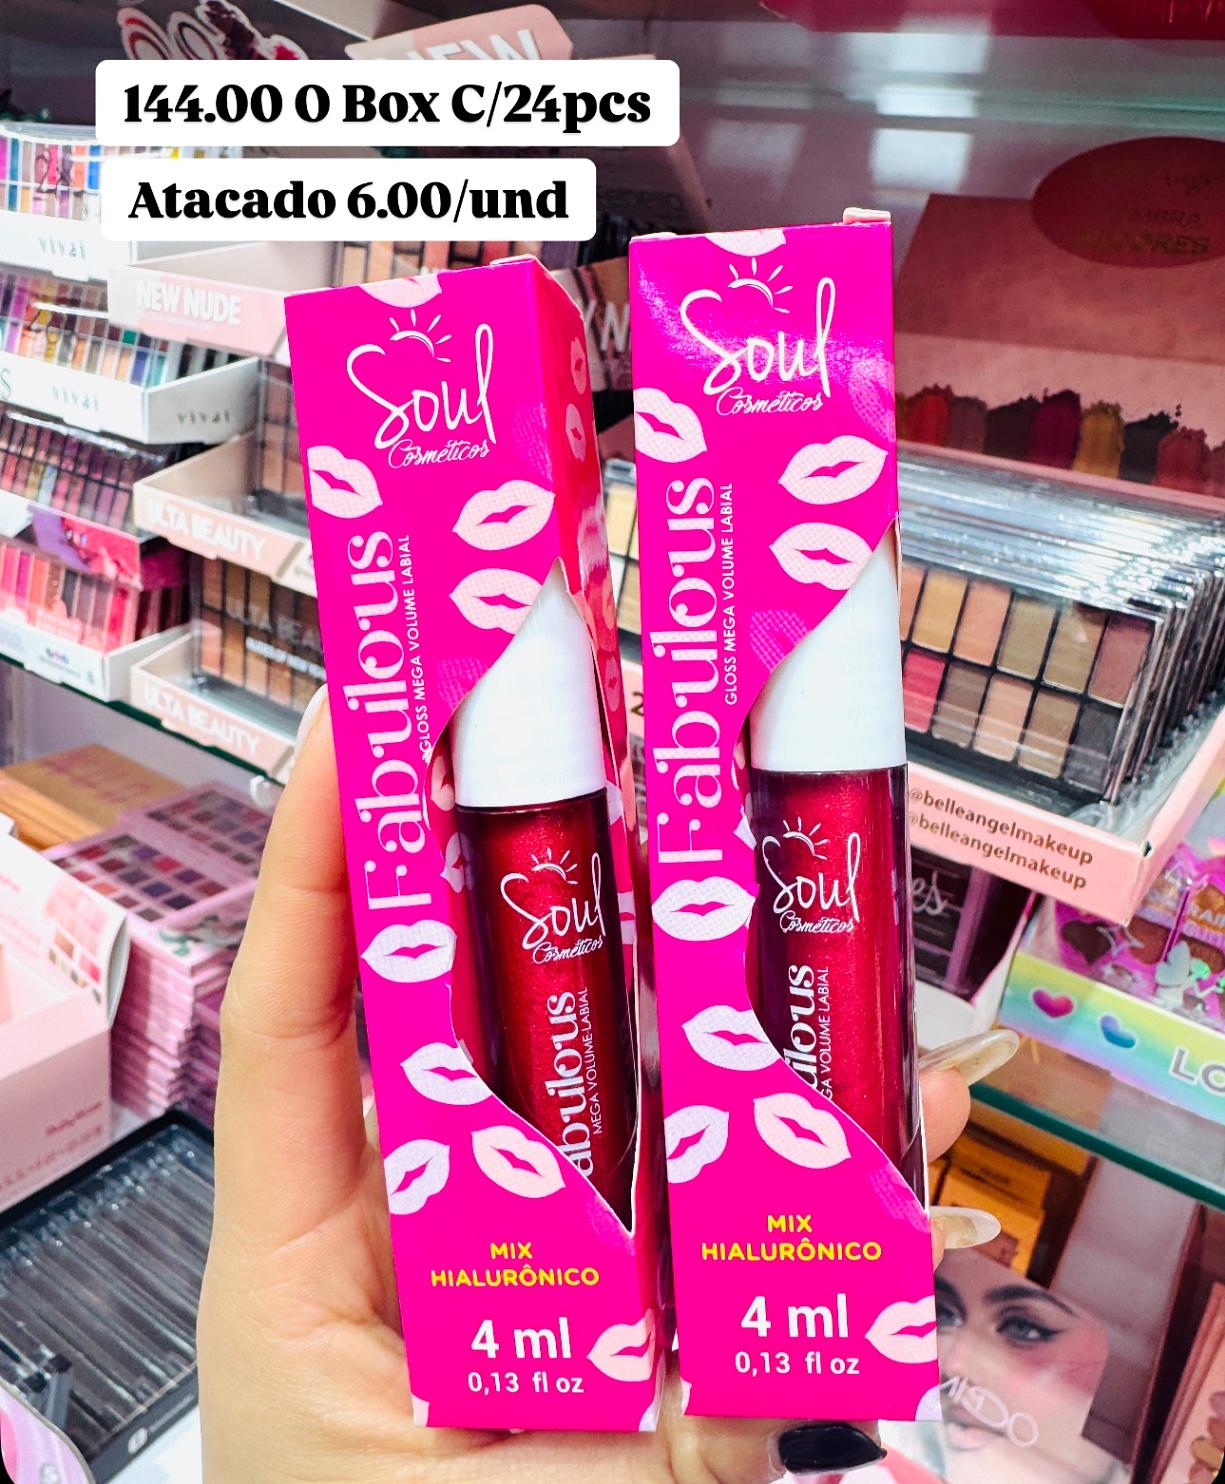 NEW
144.00 O Box C/24pcs
Atacado 6.00/und
NEW NUDE
ULTA BEAUTY
ULTA BEAUTY
Soul
Cosméticos
Fabulous
GLOSS MEGA VOLUME LABIAL
Soul
Cosméticos
MEGA VOLUME LABIAL
MIX
HIALURÔNICO
4 ml
0,13 fl oz
Soul
Cosméticos
Fabulous
GLOSS MEGA VOLUME LABIAL
Soul
Cosméticos
VOLUME LABIAL
MIX
HIALURÔNICO
4 ml
0,13 fl oz
@belleangelmakeup
@belleangelmakeup